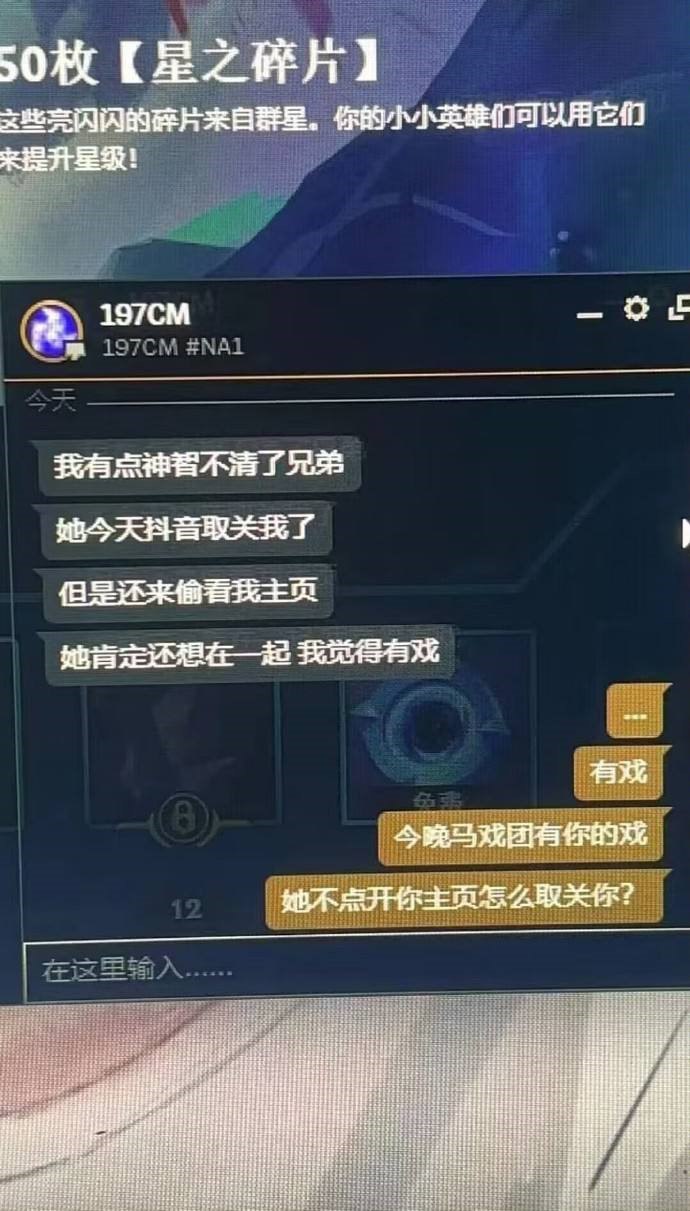 50枚【星之碎片】
这些亮闪闪的碎片来自群星。你的小小英雄们可以用它们
来提升星级！
197CM
197CM #NA1
今天
我有点神智不清了兄弟
她今天抖音取关我了
但是还来偷看我主页
她肯定还想在一起 我觉得有戏
...
有戏
今晚马戏团有你的戏
免费
她不点开你主页怎么取关你？
12
在这里输入......